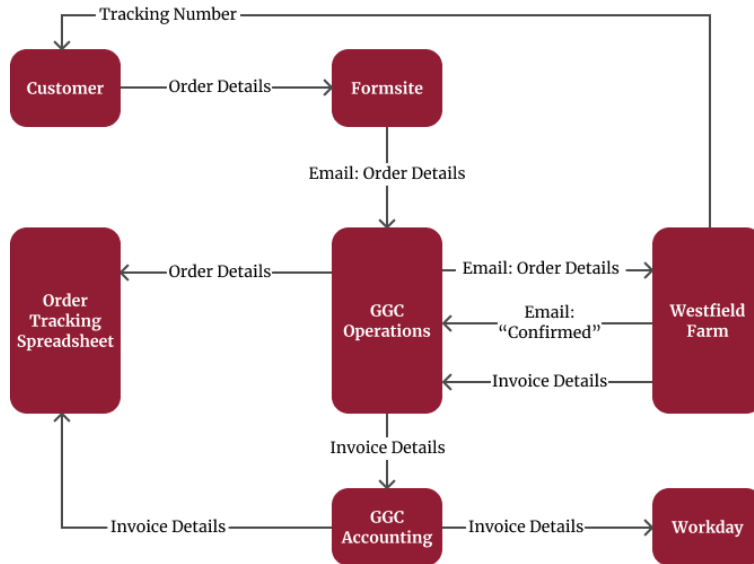 Tracking Number
Customer
Order Details
Formsite
Email: Order Details
Order Details
Email: Order Details
Order
Tracking
Spreadsheet
GGC
Operations
Email:
“Confirmed”
Westfield
Farm
Invoice Details
Invoice Details
Invoice Details
GGC
Accounting
Invoice Details
Workday